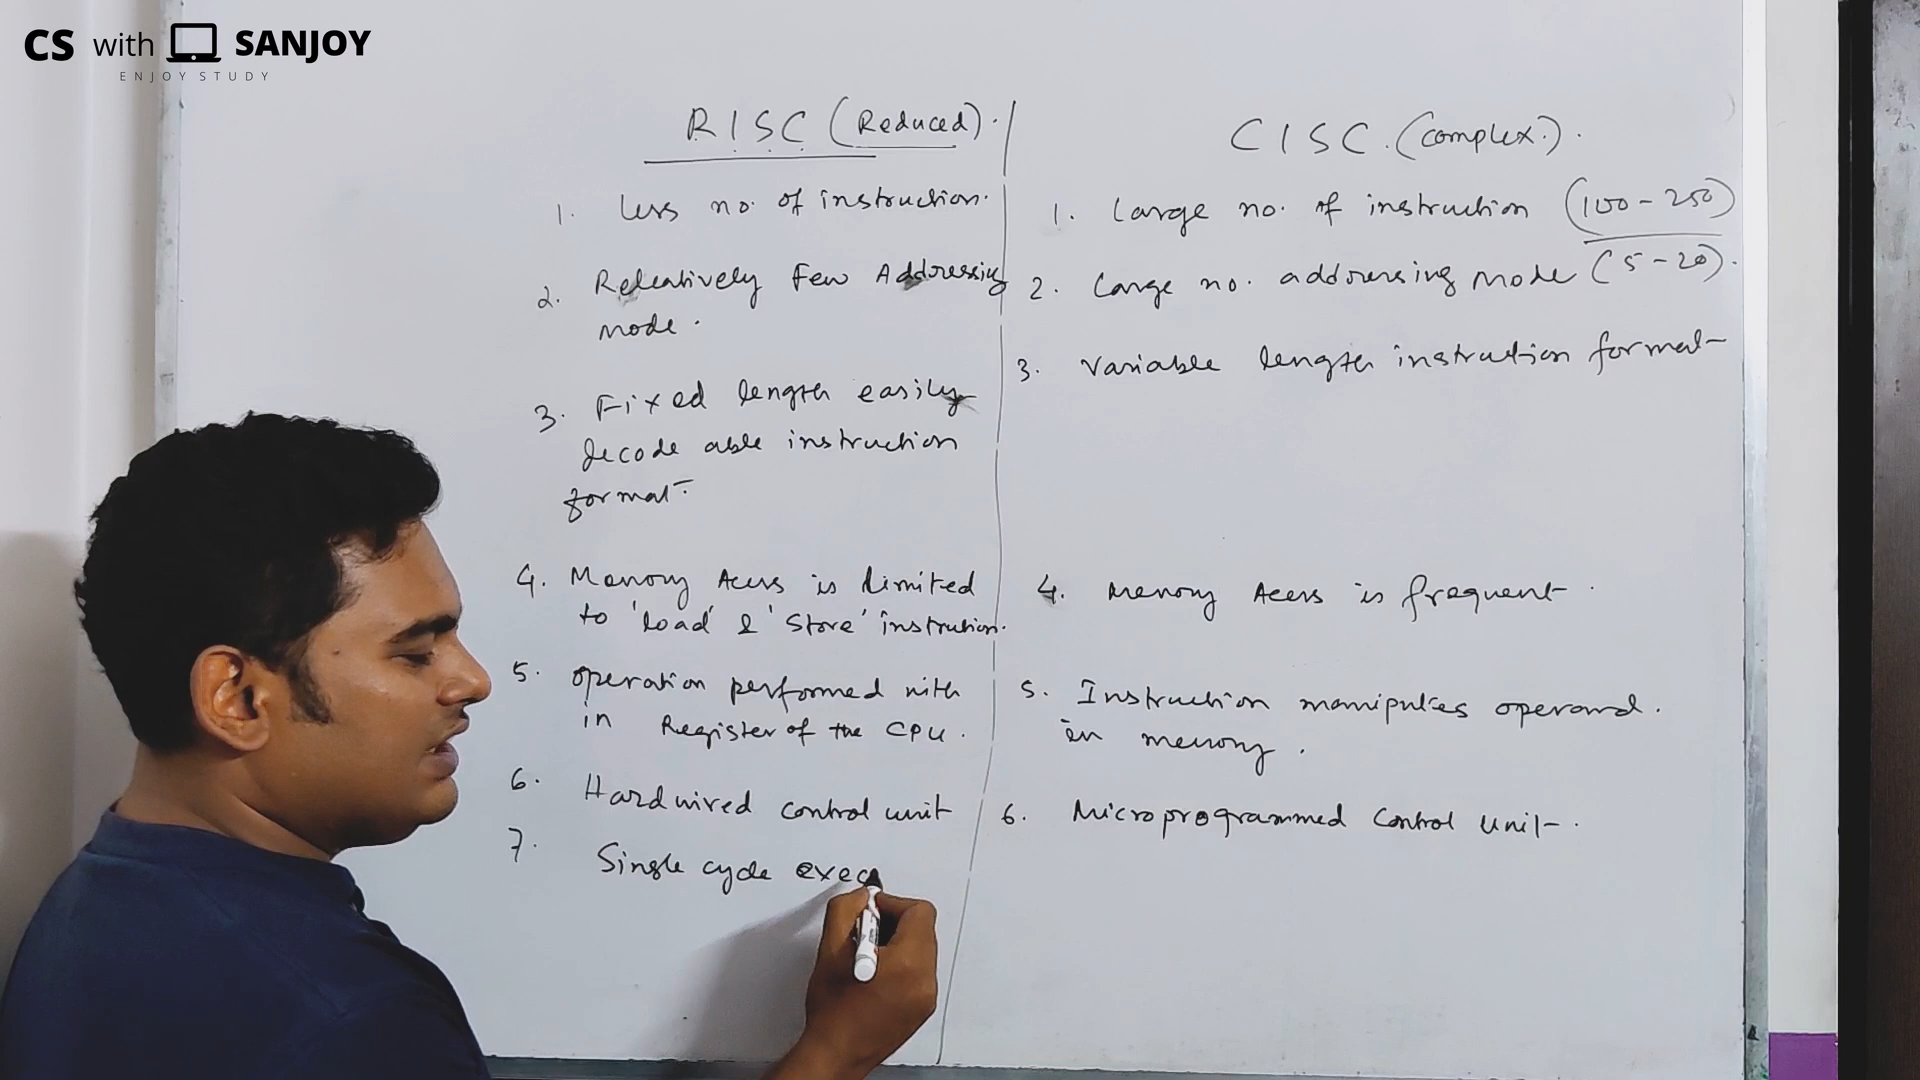 CS with SANJOY
ENJOY STUDY
RISC (Reduced).
1. Less no. of instruction.
2. Releatively Few Addressing
mode.
3. Fixed length easily
decode able instruction
format.
4. Memory Acess is limited
to 'load' & 'Store' instruction.
5. operation performed with
in Register of the CPU.
6. Hardwired control unit
7. Single cycle exec
CISC. (Complex.).
1. Large no. of instruction (100-250)
2. Large no. addressing mode (5-20).
3. Variable length instruction format
4. Memory Acess is frequent.
5. Instruction manipulates operand.
in memory.
6. Microprogrammed Control Unit.